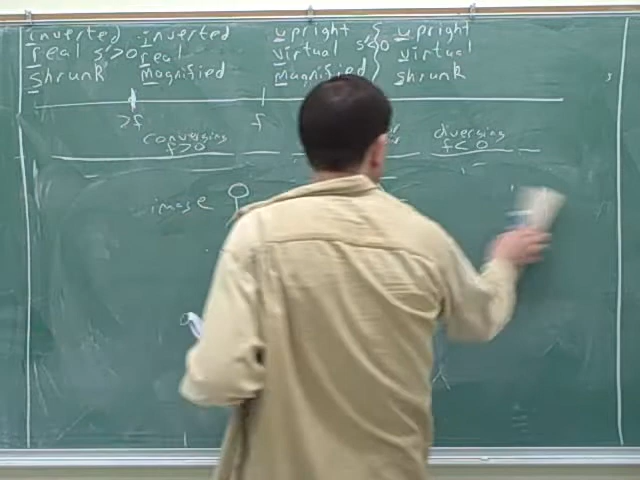 inverted inverted upright upright
real s'>0 real virtual s'<0 virtual
shrunk magnified magnified shrunk
>f f
converging diverging
f>0 f<0
image